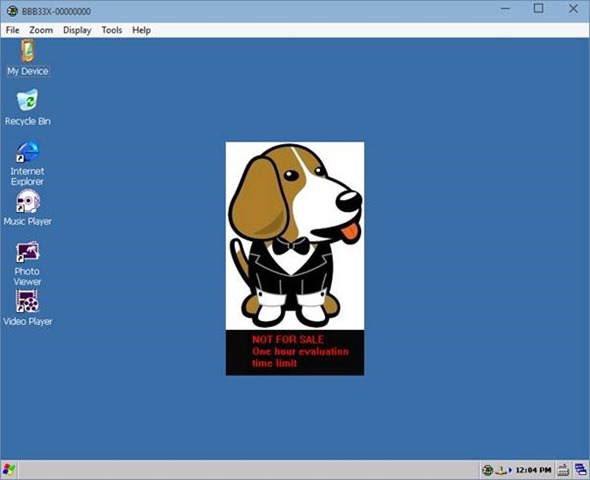 BBB33X-00000000
File Zoom Display Tools Help
My Device
Recycle Bin
Internet
Explorer
Music Player
Photo
Viewer
Video Player
NOT FOR SALE
One hour evaluation
time limit
12:04 PM